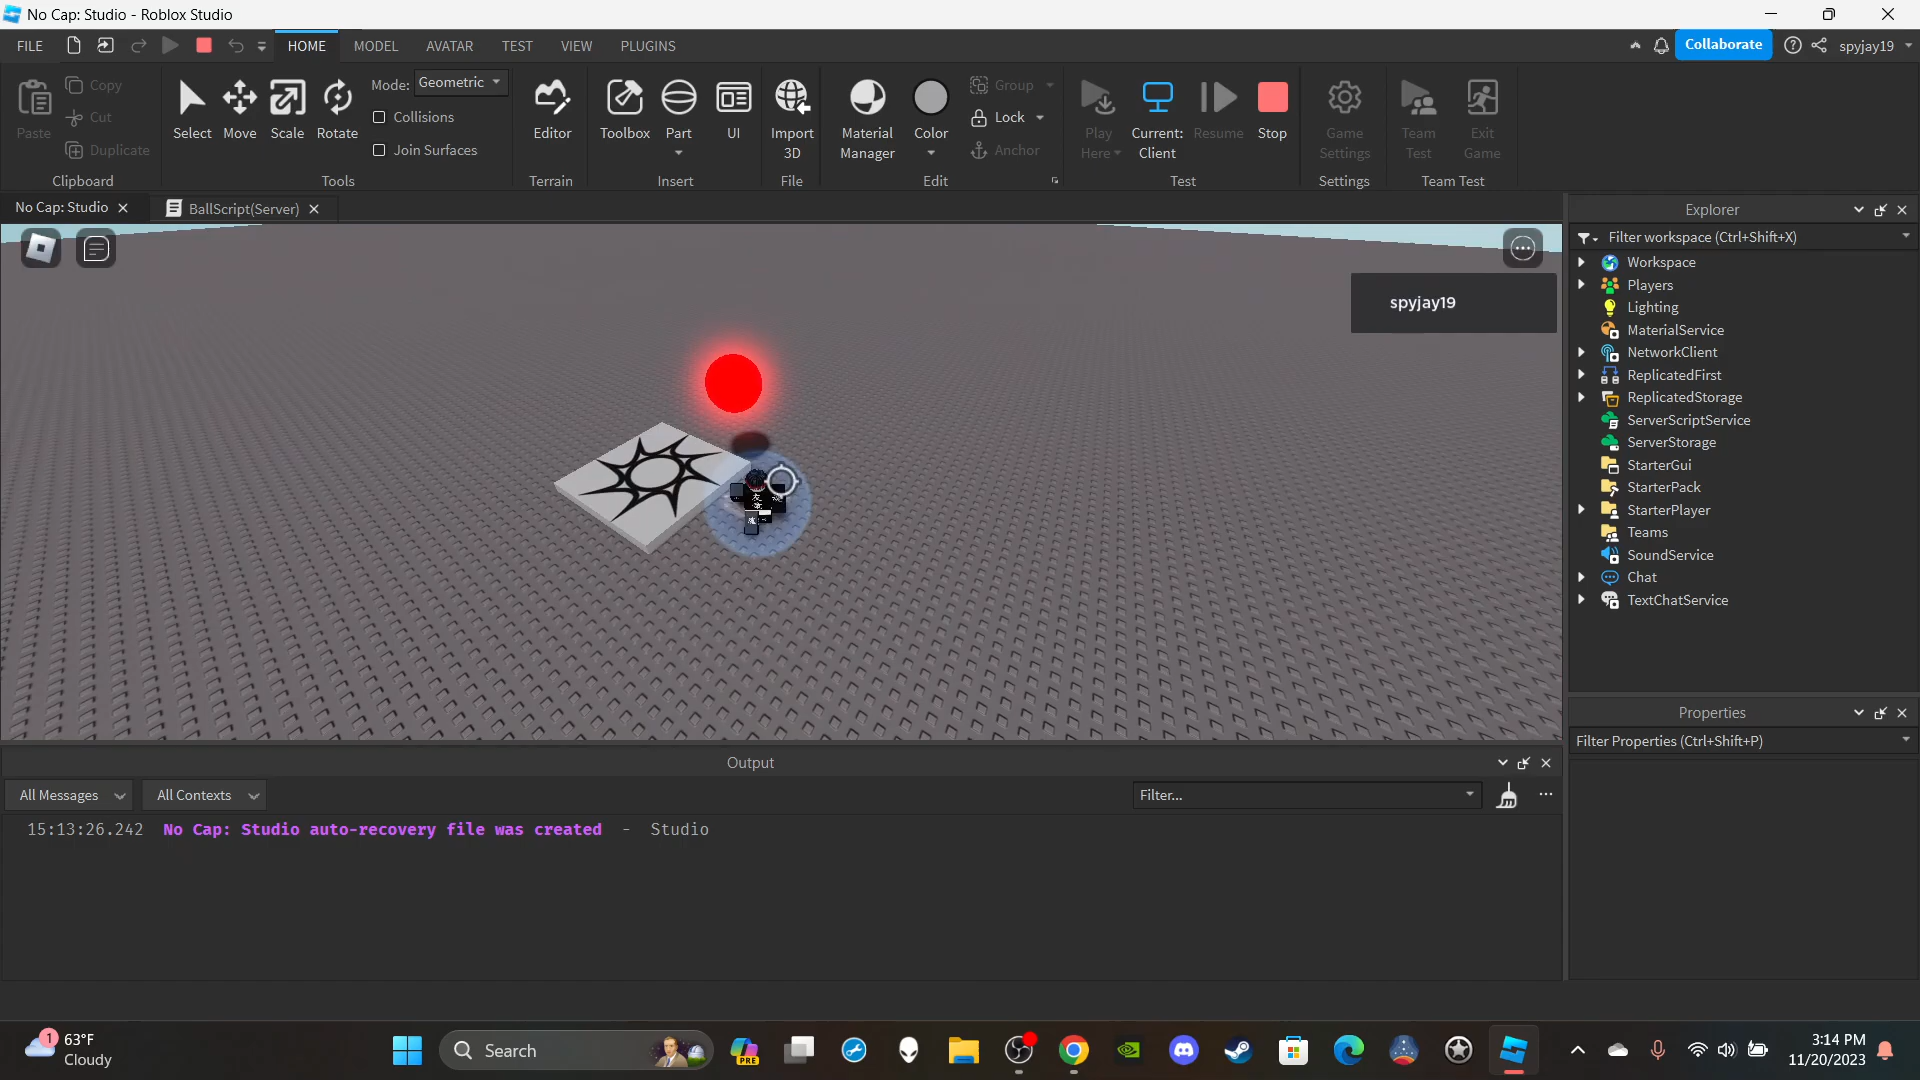 No Cap: Studio - Roblox Studio
FILE HOME MODEL AVATAR TEST VIEW PLUGINS Collaborate spyjay19
Paste Copy Cut Duplicate Clipboard
Select Move Scale Rotate Mode: Geometric Collisions Join Surfaces Tools
Editor Terrain
Toolbox Part UI Insert
Import 3D File
Material Manager Color Group Lock Anchor Edit
Play Here Current: Client Resume Stop Test
Game Settings Settings
Team Test Exit Game Team Test
No Cap: Studio BallScript(Server)
spyjay19
Explorer
Filter workspace (Ctrl+Shift+X)
Workspace
Players
Lighting
MaterialService
NetworkClient
ReplicatedFirst
ReplicatedStorage
ServerScriptService
ServerStorage
StarterGui
StarterPack
StarterPlayer
Teams
SoundService
Chat
TextChatService
Properties
Filter Properties (Ctrl+Shift+P)
Output
All Messages All Contexts Filter...
15:13:26.242 No Cap: Studio auto-recovery file was created - Studio
1 63°F
Cloudy
Search
PRE
3:14 PM
11/20/2023